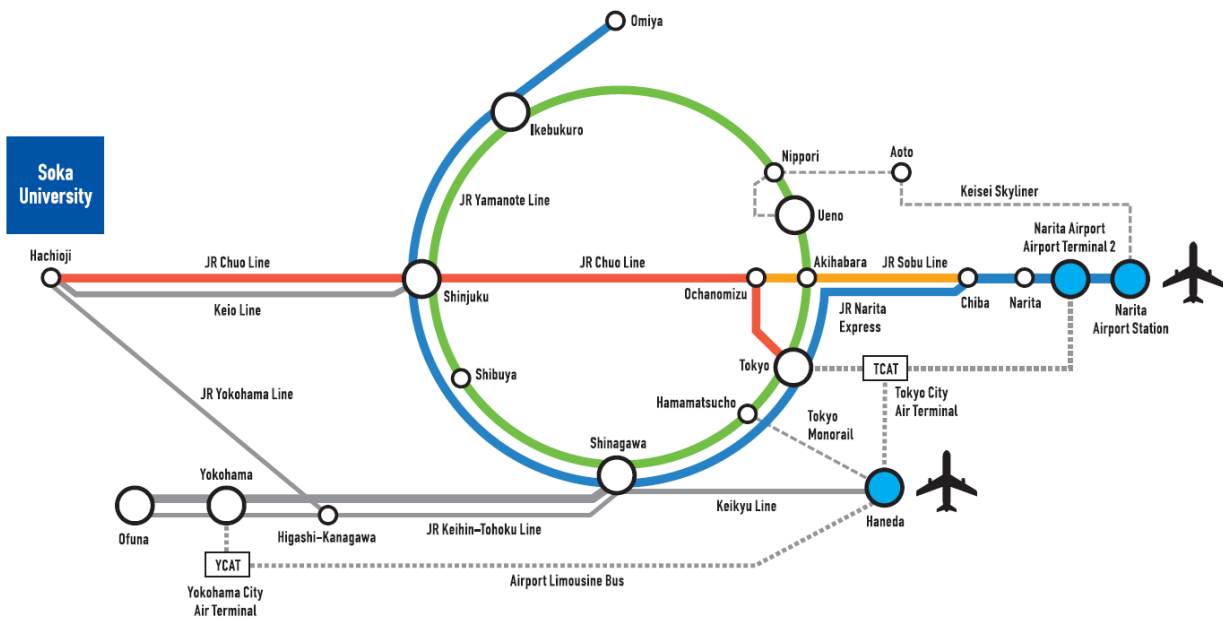 Omiya
Ikebukuro
Soka
University
Nippori
Aoto
Keisei Skyliner
JR Yamanote Line
Ueno
Narita Airport
Airport Terminal 2
Hachioji
JR Chuo Line
JR Chuo Line
Akihabara
JR Sobu Line
Keio Line
Shinjuku
Ochanomizu
JR Narita
Express
Chiba
Narita
Narita
Airport Station
Shibuya
Tokyo
TCAT
Tokyo City
Air Terminal
JR Yokohama Line
Hamamatsucho
Tokyo
Monorail
Shinagawa
Yokohama
Keikyu Line
Haneda
Ofuna
Higashi-Kanagawa
JR Keihin–Tohoku Line
YCAT
Yokohama City
Air Terminal
Airport Limousine Bus